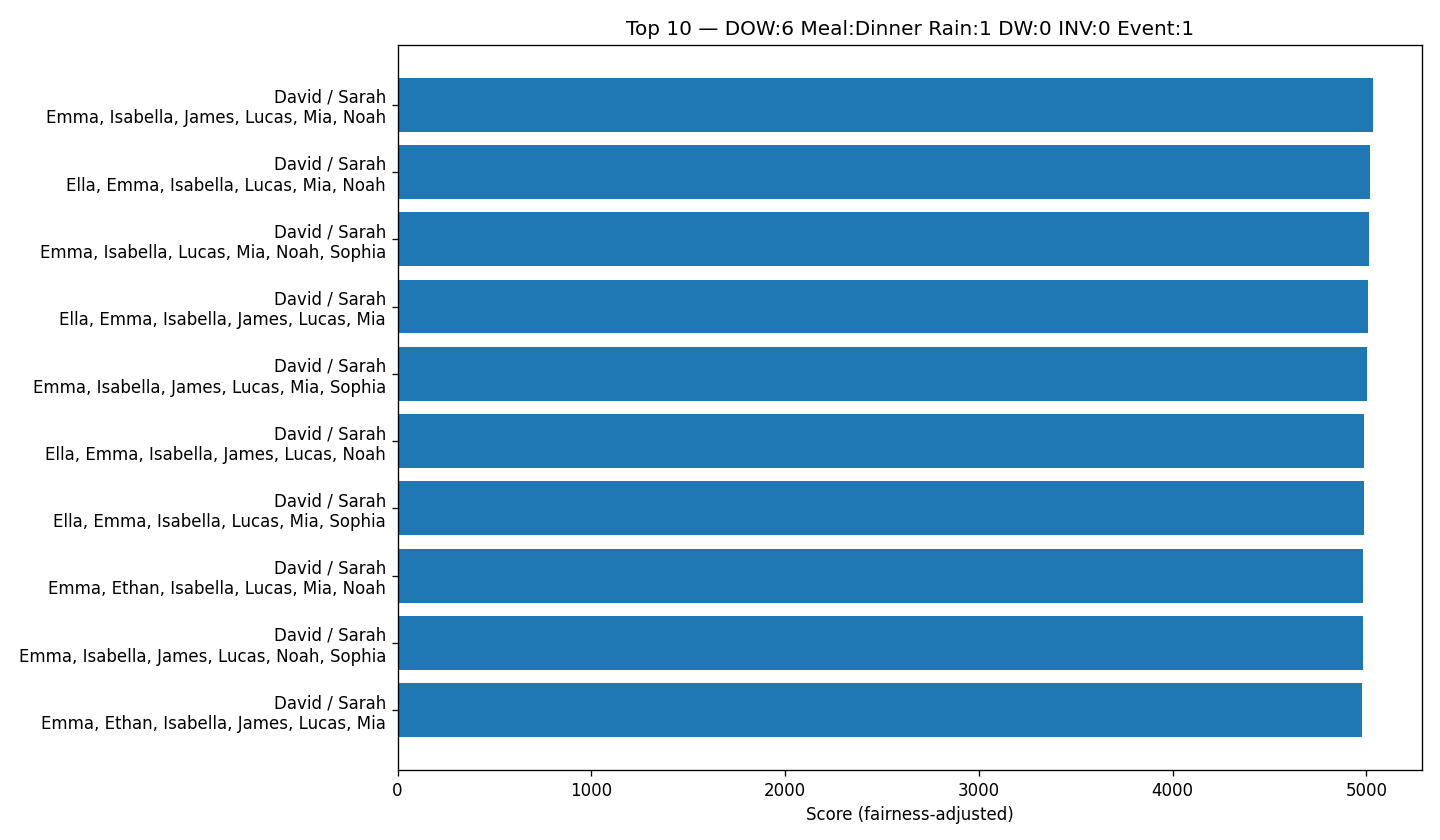 Top 10 — DOW:6 Meal:Dinner Rain:1 DW:0 INV:0 Event:1
David / Sarah
Emma, Isabella, James, Lucas, Mia, Noah
David / Sarah
Ella, Emma, Isabella, Lucas, Mia, Noah
David / Sarah
Emma, Isabella, Lucas, Mia, Noah, Sophia
David / Sarah
Ella, Emma, Isabella, James, Lucas, Mia
David / Sarah
Emma, Isabella, James, Lucas, Mia, Sophia
David / Sarah
Ella, Emma, Isabella, James, Lucas, Noah
David / Sarah
Ella, Emma, Isabella, Lucas, Mia, Sophia
David / Sarah
Emma, Ethan, Isabella, Lucas, Mia, Noah
David / Sarah
Emma, Isabella, James, Lucas, Noah, Sophia
David / Sarah
Emma, Ethan, Isabella, James, Lucas, Mia
0 1000 2000 3000 4000 5000
Score (fairness-adjusted)